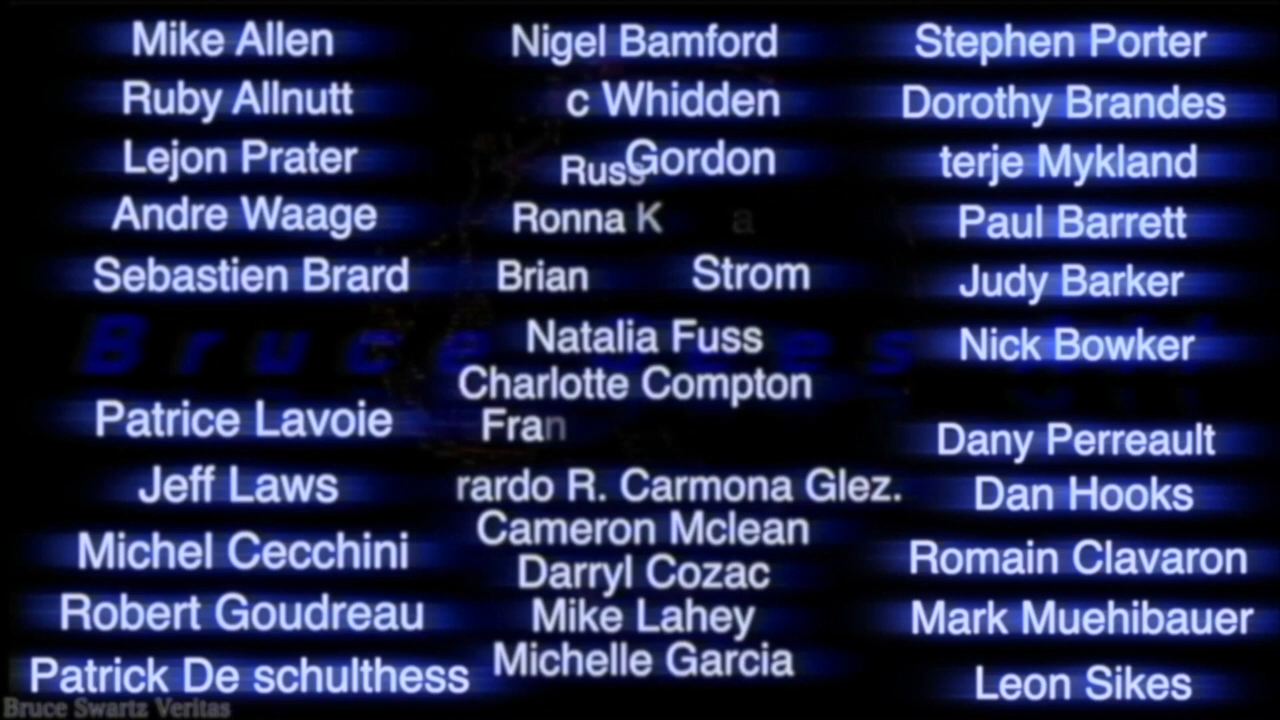 Mike Allen
Ruby Allnutt
Lejon Prater
Andre Waage
Sebastien Brard
Patrice Lavoie
Jeff Laws
Michel Cecchini
Robert Goudreau
Patrick De schulthess
Nigel Bamford
c Whidden
Russ Gordon
Ronna K a
Brian Strom
Natalia Fuss
Charlotte Compton
Fran
rardo R. Carmona Glez.
Cameron Mclean
Darryl Cozac
Mike Lahey
Michelle Garcia
Stephen Porter
Dorothy Brandes
terje Mykland
Paul Barrett
Judy Barker
Nick Bowker
Dany Perreault
Dan Hooks
Romain Clavaron
Mark Muehibauer
Leon Sikes
Bruce
Bruce Swartz Veritas